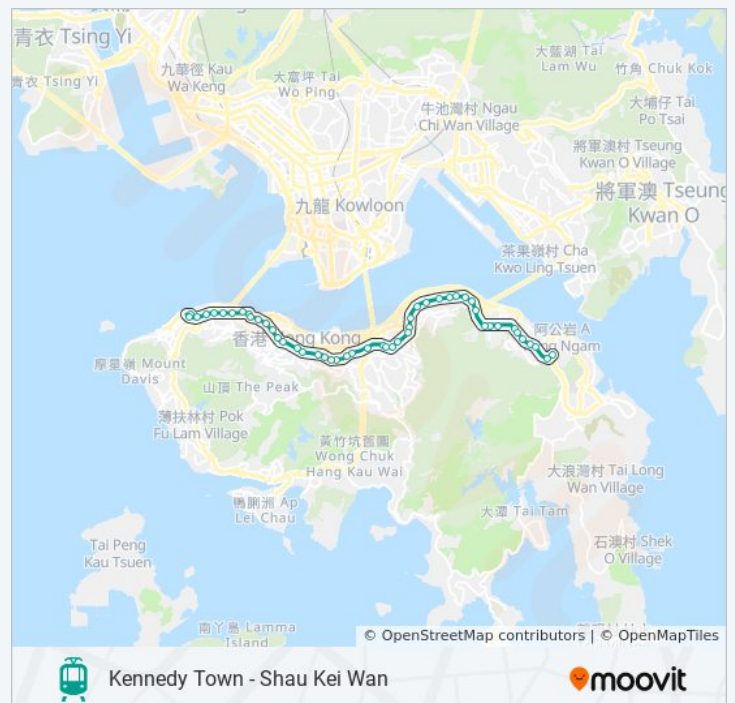 青衣 Tsing Yi
青衣 Tsing Yi
九華徑 Kau
Wa Keng
大窩坪 Tai
Wo Ping
大藍湖 Tai
Lam Wu
竹角 Chuk Kok
大埔仔 Tai
Po Tsai
牛池灣村 Ngau
Chi Wan Village
將軍澳村 Tseung
Kwan O Village
將軍澳 Tseung
Kwan O
九龍 Kowloon
茶果嶺村 Cha
Kwo Ling Tsuen
香港 Hong Kong
阿公岩 A
Kung Ngam
摩星嶺 Mount
Davis
山頂 The Peak
薄扶林村 Pok
Fu Lam Village
黃竹坑舊圍
Wong Chuk
Hang Kau Wai
大浪灣村 Tai Long
Wan Village
鴨脷洲 Ap
Lei Chau
大潭 Tai Tam
Tai Peng
Kau Tsuen
石澳村 Shek
O Village
南丫島 Lamma
Island
© OpenStreetMap contributors | © OpenMapTiles
Kennedy Town - Shau Kei Wan
moovit